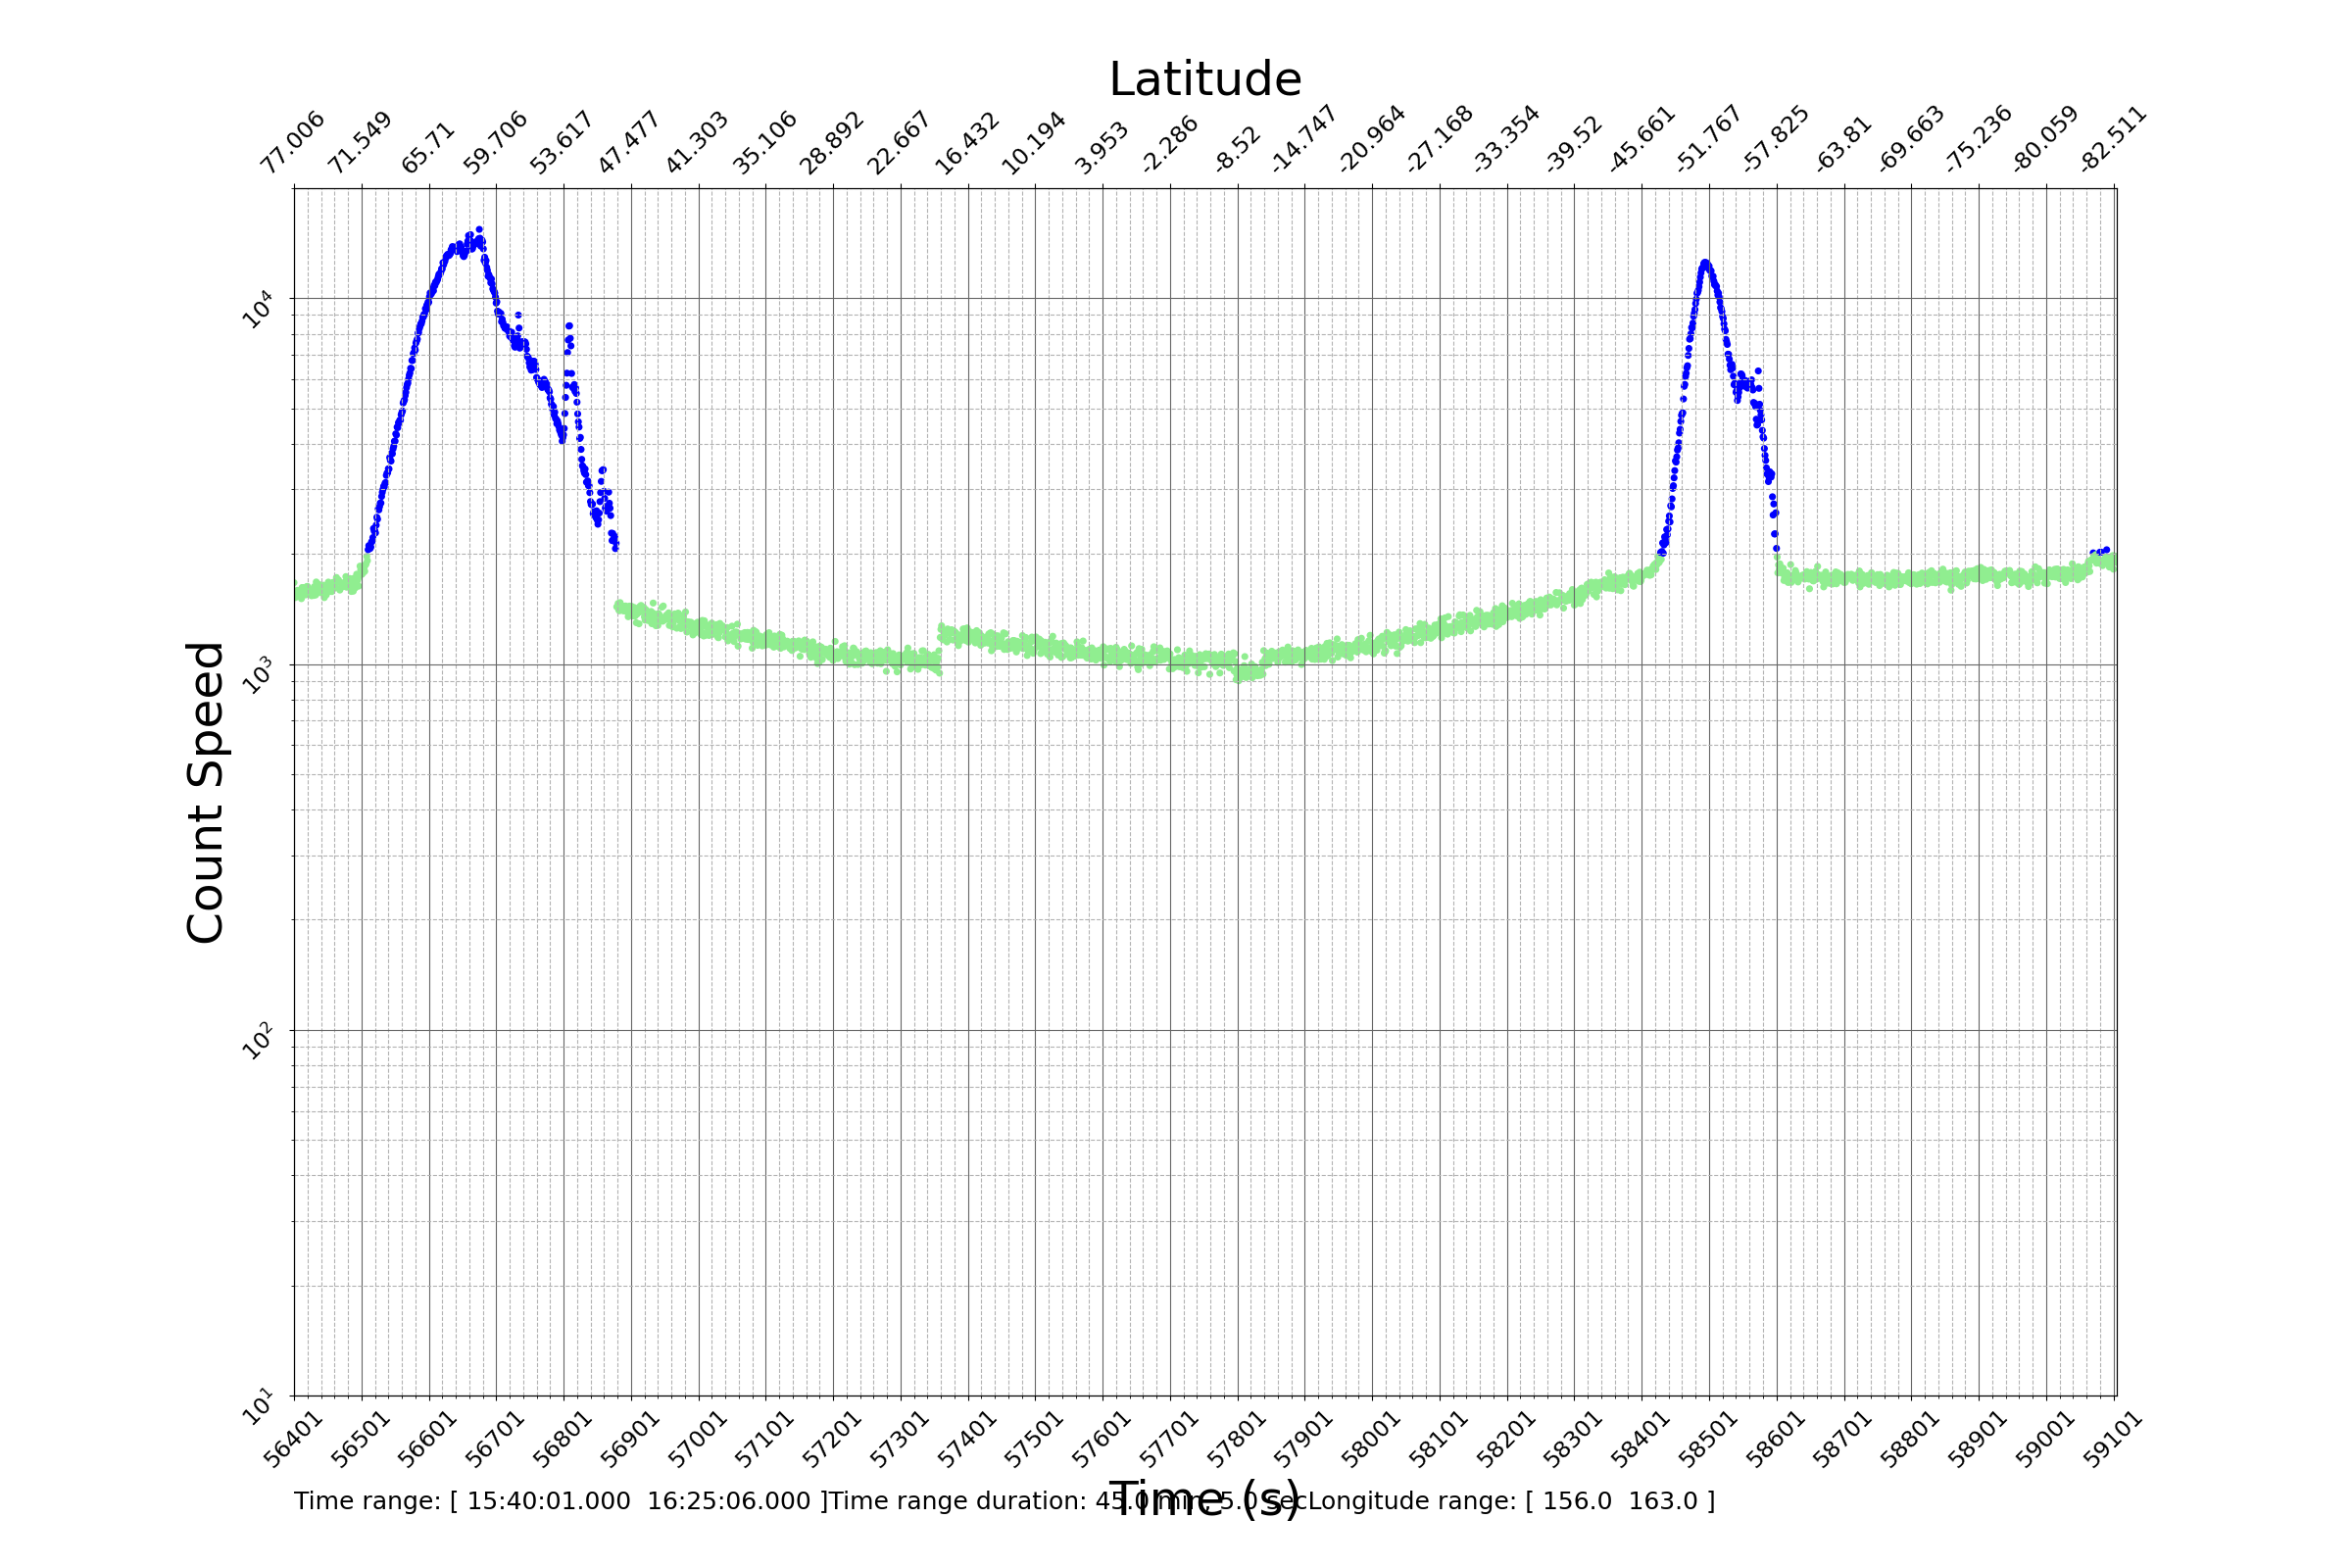 Latitude
77.006 71.549 65.71 59.706 53.617 47.477 41.303 35.106 28.892 22.667 16.432 10.194 3.953 -2.286 -8.52 -14.747 -20.964 -27.168 -33.354 -39.52 -45.661 -51.767 -57.825 -63.81 -69.663 -75.236 -80.059 -82.511
10⁴
10³
Count Speed
10²
10¹
56401 56501 56601 56701 56801 56901 57001 57101 57201 57301 57401 57501 57601 57701 57801 57901 58001 58101 58201 58301 58401 58501 58601 58701 58801 58901 59001 59101
Time (s)
Time range: [ 15:40:01.000  16:25:06.000 ]Time range duration: 45.0 min, 5.0 secLongitude range: [ 156.0  163.0 ]